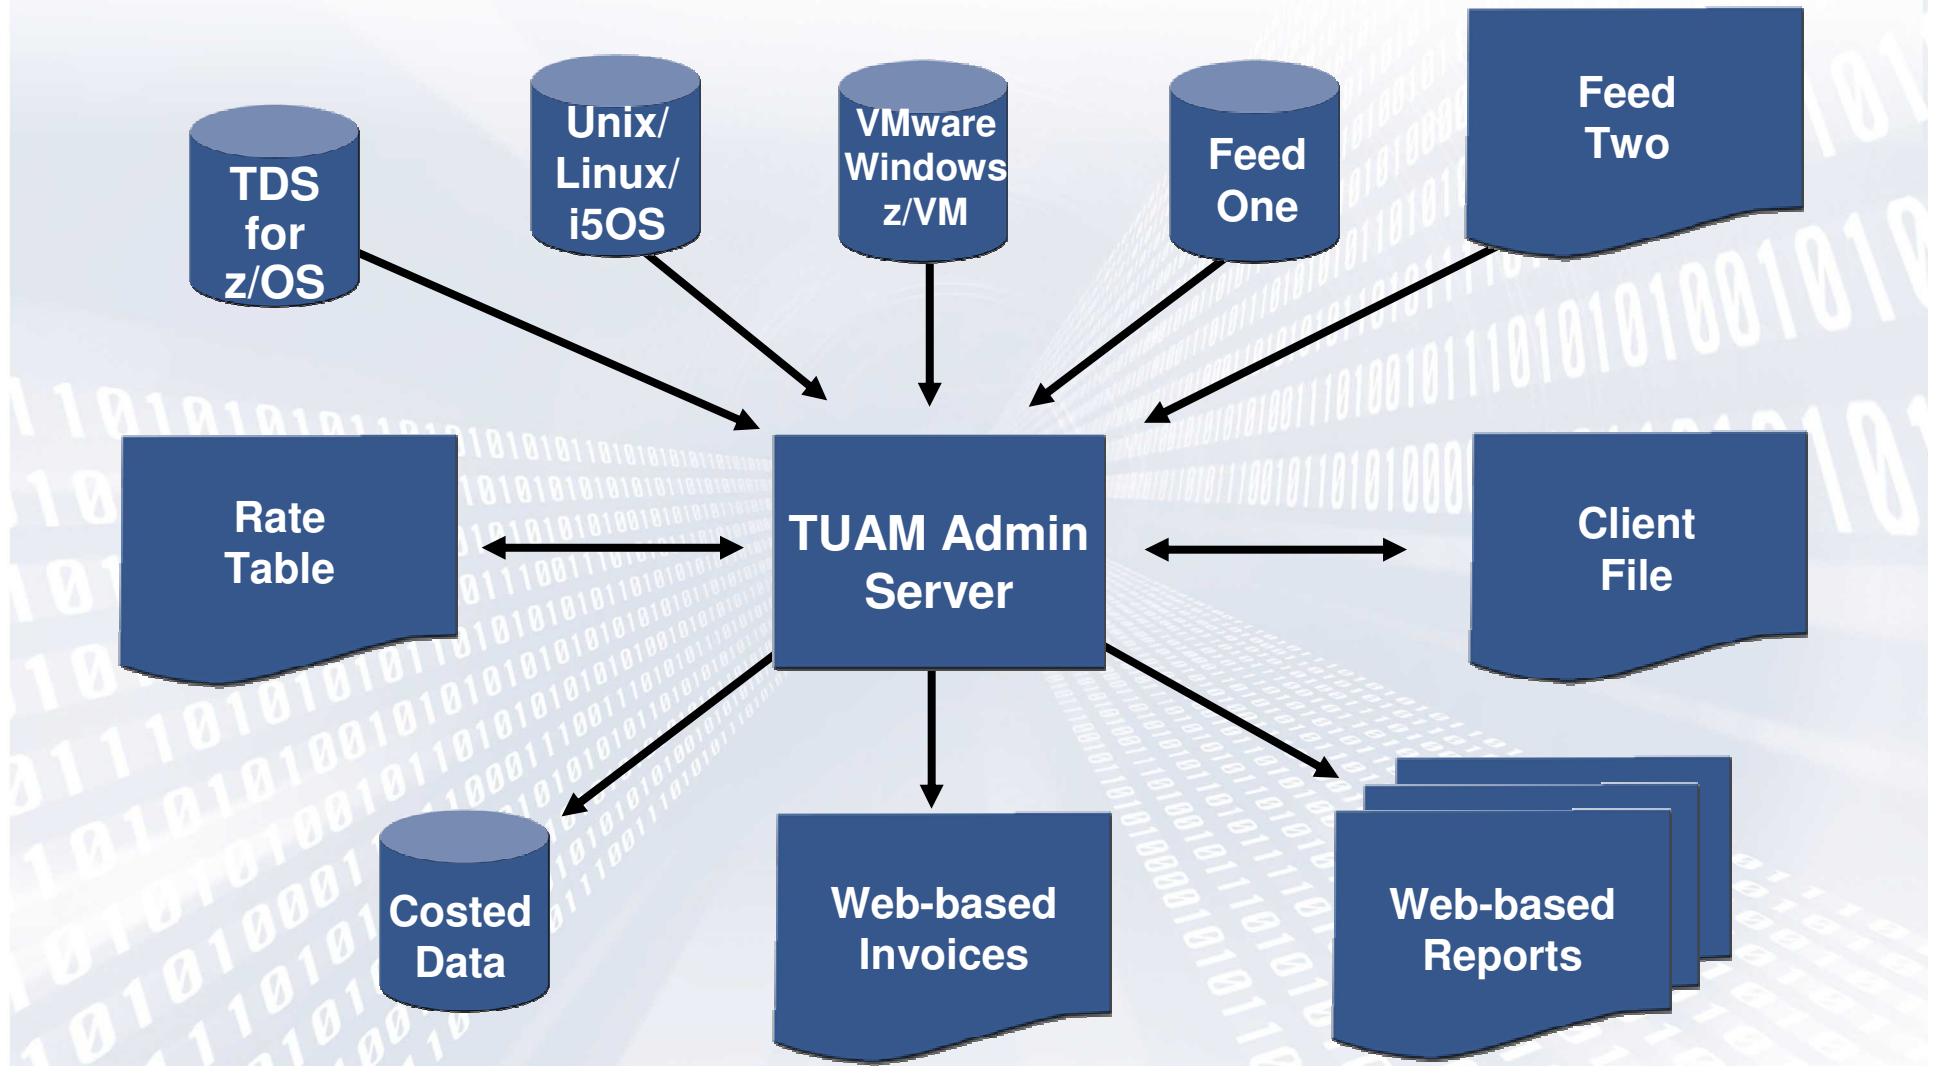 TDS
for
z/OS
Unix/
Linux/
i5OS
VMware
Windows
z/VM
Feed
One
Feed
Two
Rate
Table
TUAM Admin
Server
Client
File
Costed
Data
Web-based
Invoices
Web-based
Reports